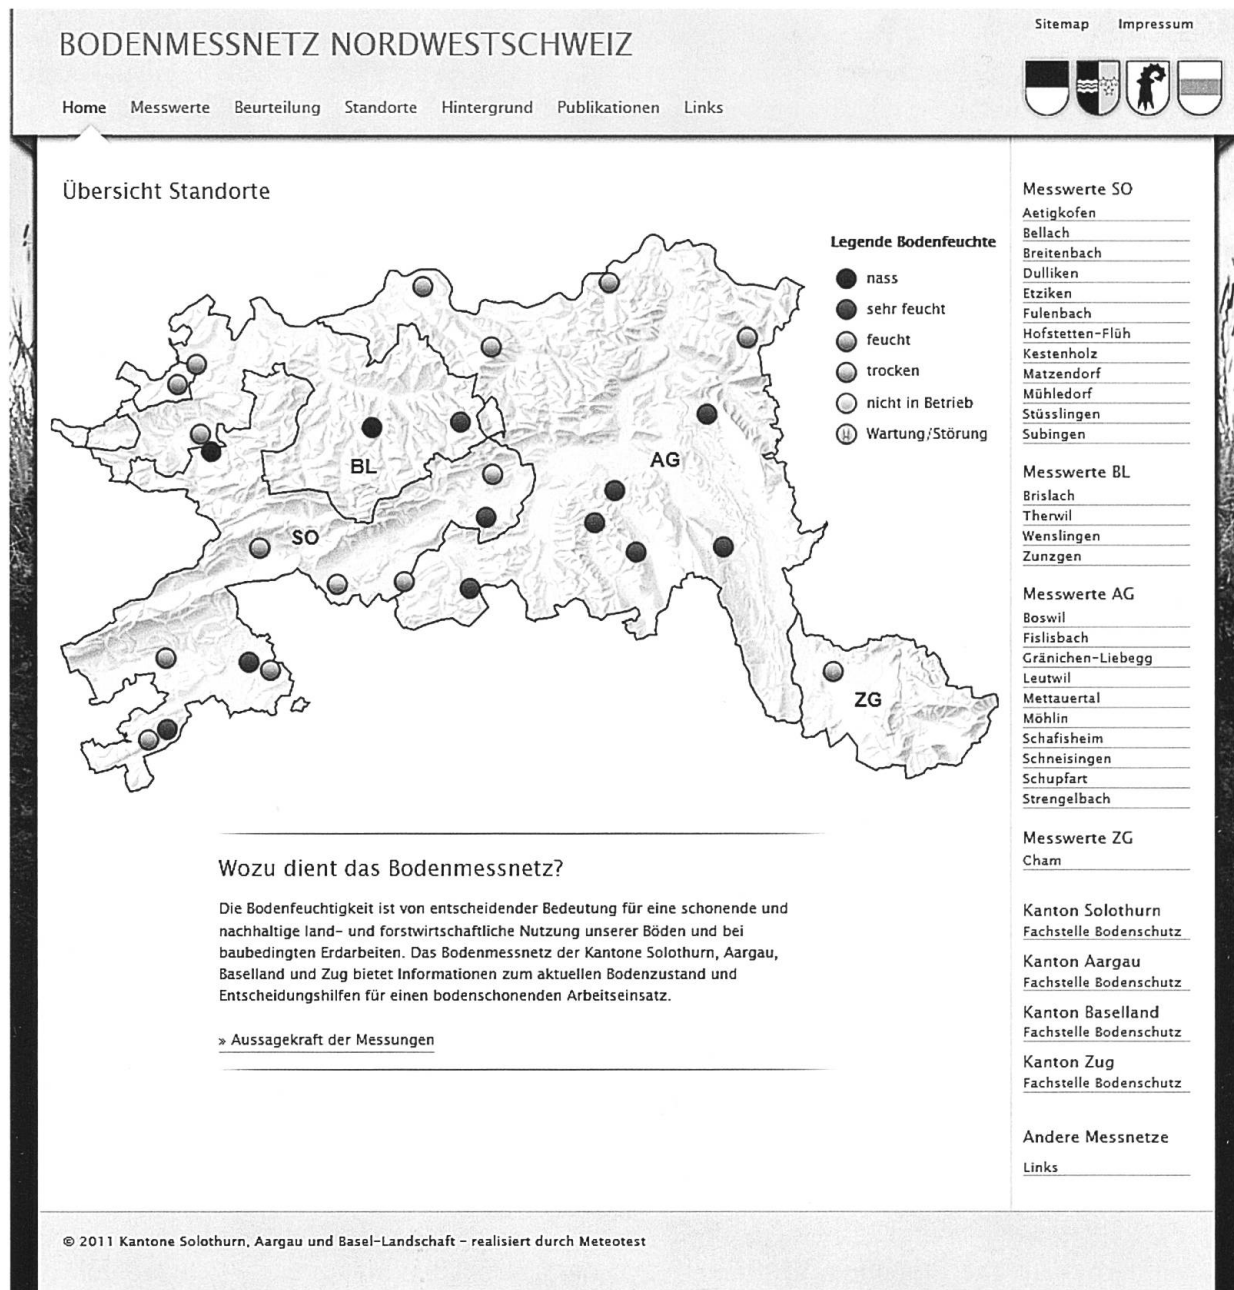 Sitemap Impressum
BODENMESSNETZ NORDWESTSCHWEIZ
Home Messwerte Beurteilung Standorte Hintergrund Publikationen Links
Übersicht Standorte
Legende Bodenfeuchte
nass
sehr feucht
feucht
trocken
nicht in Betrieb
Wartung/Störung
BL
AG
SO
ZG
Wozu dient das Bodenmessnetz?
Die Bodenfeuchtigkeit ist von entscheidender Bedeutung für eine schonende und
nachhaltige land- und forstwirtschaftliche Nutzung unserer Böden und bei
baubedingten Erdarbeiten. Das Bodenmessnetz der Kantone Solothurn, Aargau,
Baselland und Zug bietet Informationen zum aktuellen Bodenzustand und
Entscheidungshilfen für einen bodenschonenden Arbeitseinsatz.
» Aussagekraft der Messungen
Messwerte SO
Aetigkofen
Bellach
Breitenbach
Dulliken
Etziken
Fulenbach
Hofstetten-Flüh
Kestenholz
Matzendorf
Mühledorf
Stüsslingen
Subingen
Messwerte BL
Brislach
Therwil
Wenslingen
Zunzgen
Messwerte AG
Boswil
Fislisbach
Gränichen-Liebegg
Leutwil
Mettauertal
Möhlin
Schafisheim
Schneisingen
Schupfart
Strengelbach
Messwerte ZG
Cham
Kanton Solothurn
Fachstelle Bodenschutz
Kanton Aargau
Fachstelle Bodenschutz
Kanton Baselland
Fachstelle Bodenschutz
Kanton Zug
Fachstelle Bodenschutz
Andere Messnetze
Links
© 2011 Kantone Solothurn, Aargau und Basel-Landschaft - realisiert durch Meteotest